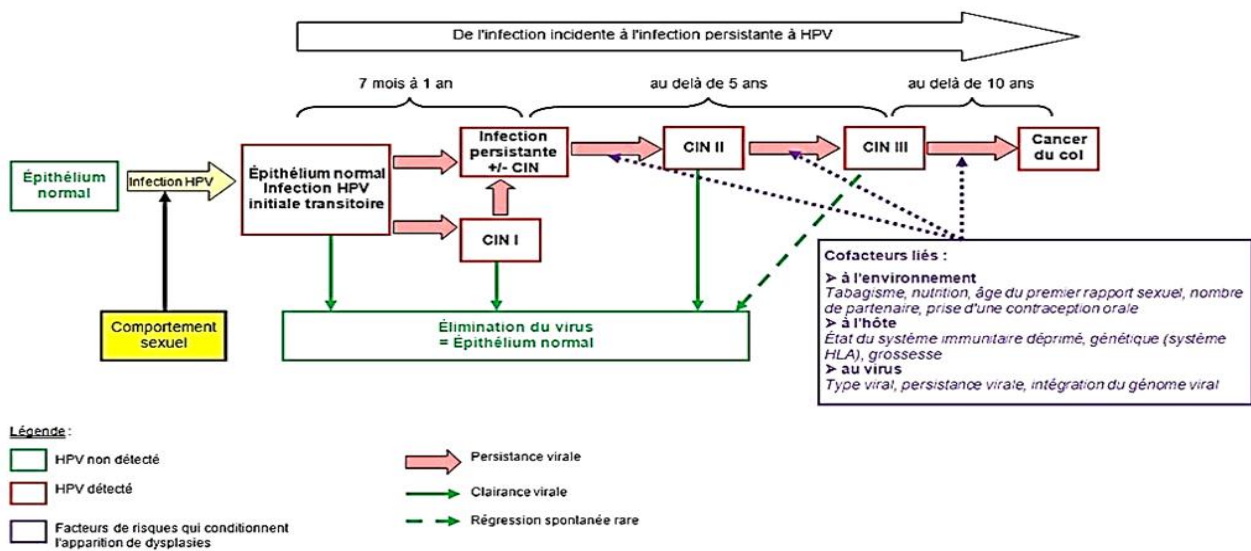 De l'infection incidente à l'infection persistante à HPV
7 mois à 1 an
au delà de 5 ans
au delà de 10 ans
Épithélium
normal
Infection HPV
Épithélium normal
Infection HPV
initiale transitoire
Infection
persistante
+/- CIN
CIN I
CIN II
CIN III
Cancer
du col
Comportement
sexuel
Élimination du virus
= Épithélium normal
Cofacteurs liés :
➢ à l'environnement
Tabagisme, nutrition, âge du premier rapport sexuel, nombre
de partenaire, prise d'une contraception orale
➢ à l'hôte
État du système immunitaire déprimé, génétique (système
HLA), grossesse
➢ au virus
Type viral, persistance virale, intégration du génome viral
Légende :
HPV non détecté
HPV détecté
Facteurs de risques qui conditionnent
l'apparition de dysplasies
Persistance virale
Clairance virale
Régression spontanée rare